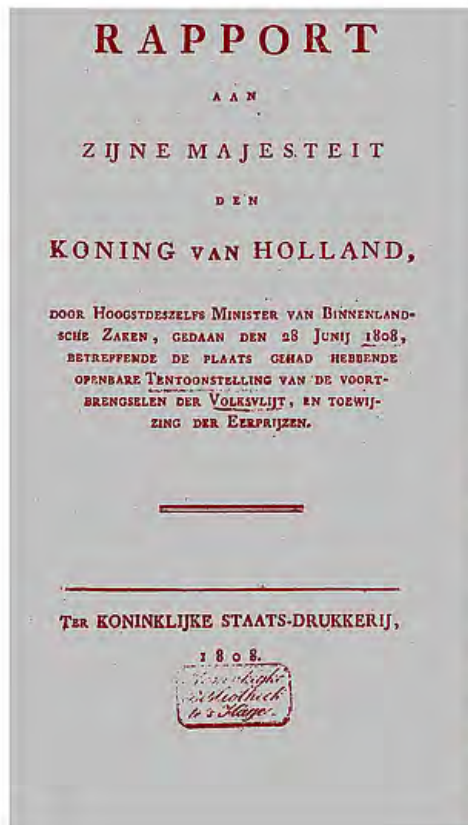 RAPPORT
AAN
ZIJNE MAJESTEIT
DEN
KONING VAN HOLLAND,
DOOR HOOGSTDESZELFS MINISTER VAN BINNENLAND-
SCHE ZAKEN, GEDAAN DEN 28 JUNIJ 1808,
BETREFFENDE DE PLAATS GEHAD HEBBENDE
OPENBARE TENTOONSTELLING VAN DE VOORT-
BRENGSELEN DER VOLKSVLIJT, EN TOEWIJ-
ZING DER EERPRIJZEN.
TER KONINKLIJKE STAATS-DRUKKERIJ,
1808.
Koninklijke
Bibliotheek
te 's Hage.